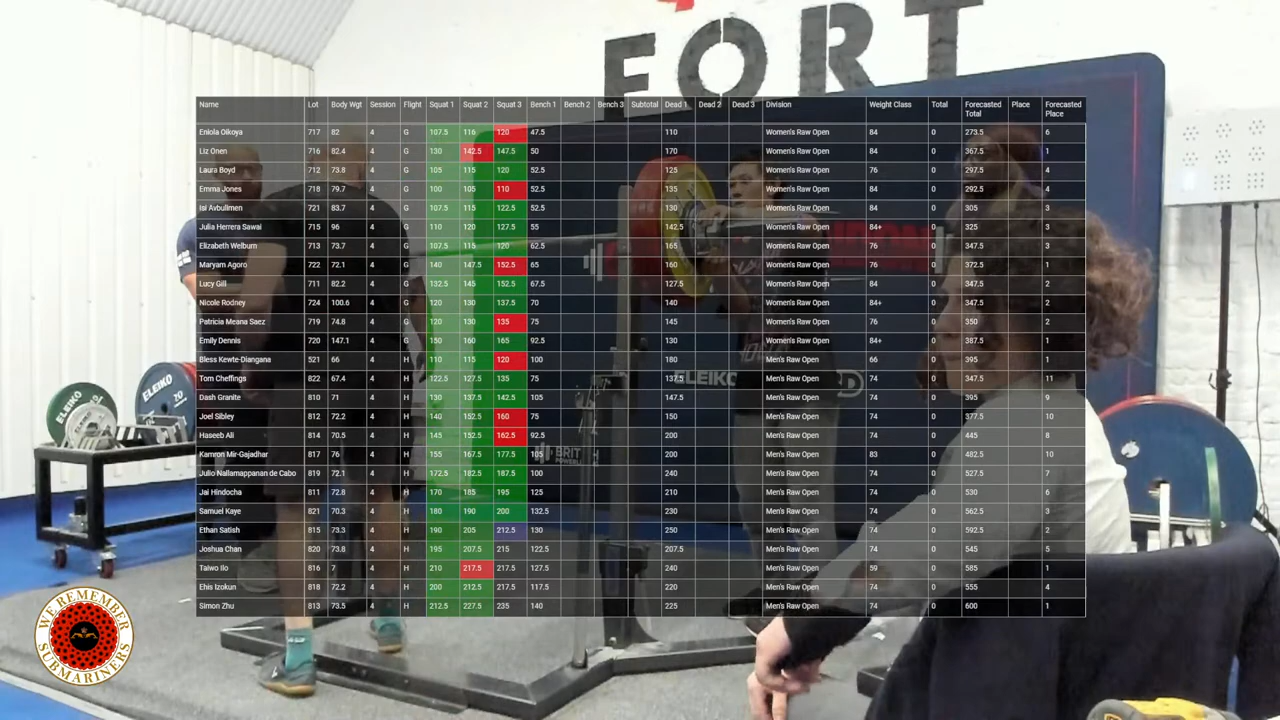 FORT
Name Lot Body Wgt Session Flight Squat 1 Squat 2 Squat 3 Bench 1 Bench 2 Bench 3 Subtotal Dead 1 Dead 2 Dead 3 Division Weight Class Total Forecasted Total Place Forecasted Place
Eniola Oikoya 717 82 4 G 107.5 116 120 47.5 110 Women's Raw Open 84 0 273.5 6
Liz Onen 716 82.4 4 G 130 142.5 147.5 50 170 Women's Raw Open 84 0 367.5 1
Laura Boyd 712 73.8 4 G 105 115 120 52.5 125 Women's Raw Open 76 0 297.5 4
Emma Jones 718 79.7 4 G 100 105 110 52.5 135 Women's Raw Open 84 0 292.5 4
Isi Avbulimen 721 83.7 4 G 107.5 115 122.5 52.5 130 Women's Raw Open 84 0 305 3
Julia Herrera Sawai 715 96 4 G 110 120 127.5 55 142.5 Women's Raw Open 84+ 0 325 3
Elizabeth Welburn 713 73.7 4 G 107.5 115 120 62.5 165 Women's Raw Open 76 0 347.5 3
Maryam Agoro 722 72.1 4 G 140 147.5 152.5 65 160 Women's Raw Open 76 0 372.5 1
Lucy Gill 711 82.2 4 G 132.5 145 152.5 67.5 127.5 Women's Raw Open 84 0 347.5 2
Nicole Rodney 724 100.6 4 G 120 130 137.5 70 140 Women's Raw Open 84+ 0 347.5 2
Patricia Meana Saez 719 74.8 4 G 120 130 135 75 145 Women's Raw Open 76 0 350 2
Emily Dennis 720 147.1 4 G 150 160 165 92.5 130 Women's Raw Open 84+ 0 387.5 1
Bless Kewte-Diangana 521 66 4 H 110 115 120 100 180 Men's Raw Open 66 0 395 1
Tom Cheffings 822 67.4 4 H 122.5 127.5 135 75 137.5 Men's Raw Open 74 0 347.5 11
Dash Granite 810 71 4 H 130 137.5 142.5 105 147.5 Men's Raw Open 74 0 395 9
Joel Sibley 812 72.2 4 H 140 152.5 160 75 150 Men's Raw Open 74 0 377.5 10
Haseeb Ali 814 70.5 4 H 145 152.5 162.5 92.5 200 Men's Raw Open 74 0 445 8
Kamron Mir-Gajadhar 817 76 4 H 155 167.5 177.5 105 200 Men's Raw Open 83 0 482.5 10
Julio Nallamappanan de Cabo 819 72.1 4 H 172.5 182.5 187.5 100 240 Men's Raw Open 74 0 527.5 7
Jai Hindocha 811 72.8 4 H 170 185 195 125 210 Men's Raw Open 74 0 530 6
Samuel Kaye 821 70.3 4 H 180 190 200 132.5 230 Men's Raw Open 74 0 562.5 3
Ethan Satish 815 73.3 4 H 190 205 212.5 130 250 Men's Raw Open 74 0 592.5 2
Joshua Chan 820 73.8 4 H 195 207.5 215 122.5 207.5 Men's Raw Open 74 0 545 5
Taiwo Ilo 816 7 4 H 210 217.5 217.5 127.5 240 Men's Raw Open 59 0 585 1
Ehis Izokun 818 72.2 4 H 200 212.5 217.5 117.5 220 Men's Raw Open 74 0 555 4
Simon Zhu 813 73.5 4 H 212.5 227.5 235 140 225 Men's Raw Open 74 0 600 1
ELEIKO
ELEIKO
20
ELEIKO
BRIT
WE REMEMBER
SUBMARINERS